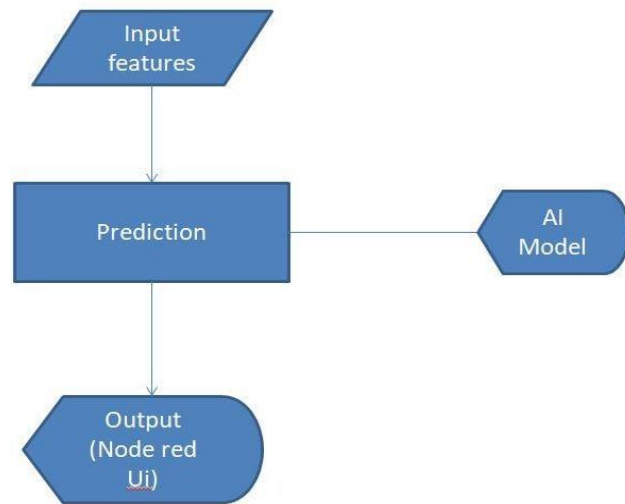 Input
features
Prediction
AI
Model
Output
(Node red
Ui)